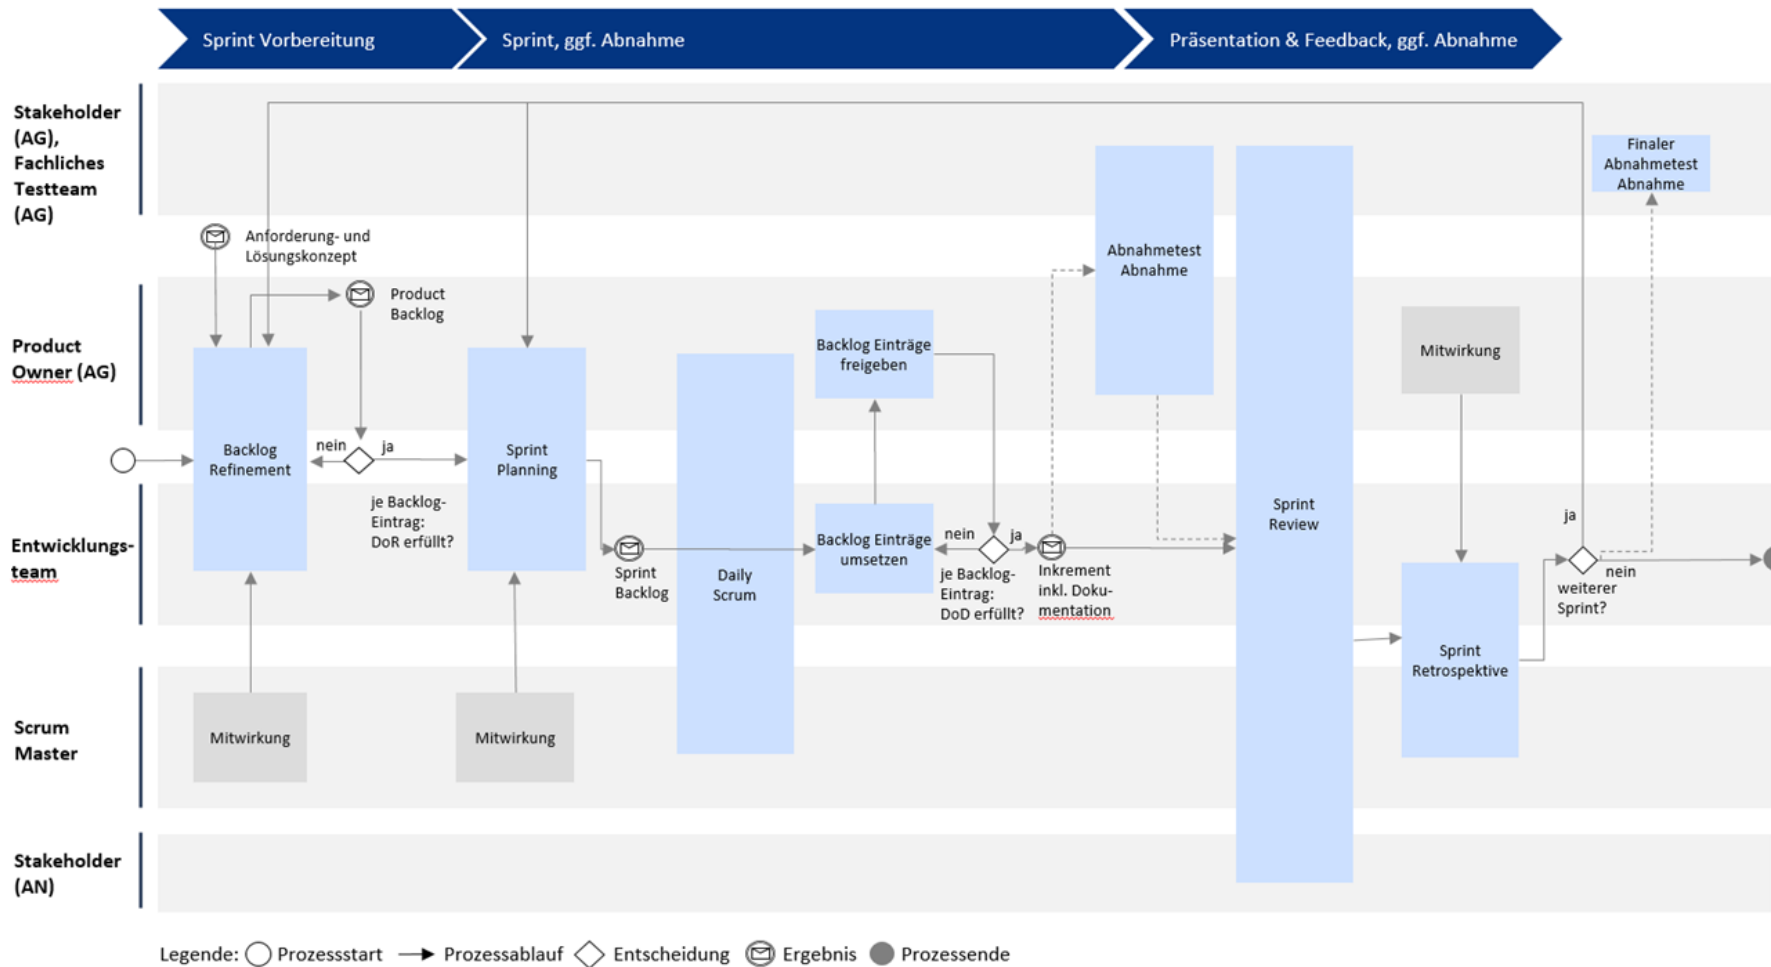 Sprint Vorbereitung
Sprint, ggf. Abnahme
Präsentation & Feedback, ggf. Abnahme
Stakeholder
(AG),
Fachliches
Testteam
(AG)
Finaler
Abnahmetest
Abnahme
Anforderung- und
Lösungskonzept
Abnahmetest
Abnahme
Product
Backlog
Product
Owner (AG)
Backlog Einträge
freigeben
Mitwirkung
Backlog
Refinement
nein
ja
Sprint
Planning
je Backlog-
Eintrag:
DoR erfüllt?
Entwicklungs-
team
Sprint
Backlog
Daily
Scrum
Backlog Einträge
umsetzen
nein
ja
je Backlog-
Eintrag:
DoD erfüllt?
Inkrement
inkl. Doku-
mentation
Sprint
Review
ja
nein
weiterer
Sprint?
Sprint
Retrospektive
Scrum
Master
Mitwirkung
Mitwirkung
Stakeholder
(AN)
Legende: Prozessstart Prozessablauf Entscheidung Ergebnis Prozessende